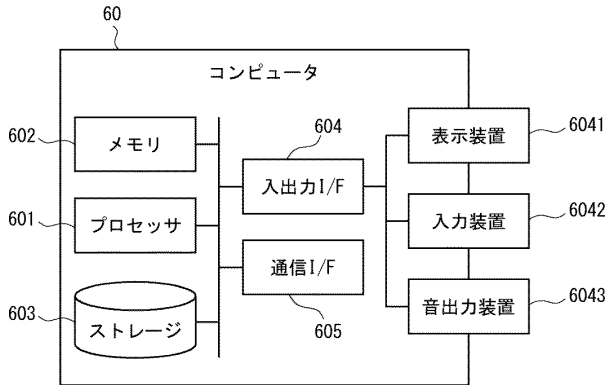 60
コンピュータ
602
メモリ
604
入出力I/F
表示装置
6041
601
プロセッサ
入力装置
6042
通信I/F
605
603
ストレージ
音出力装置
6043